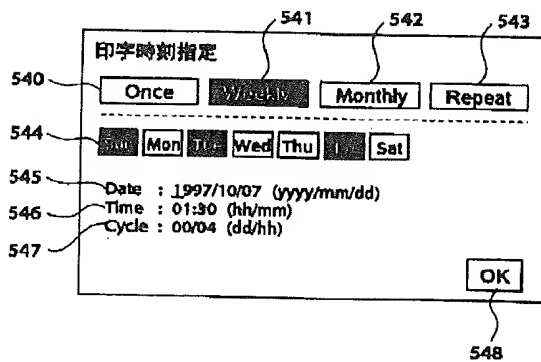 541
542
543
印字時刻指定
540
Once Weekly Monthly Repeat
544
Sun Mon Tue Wed Thu Fri Sat
545
Date : 1997/10/07 (yyyy/mm/dd)
546
Time : 01:30 (hh/mm)
547
Cycle : 00/04 (dd/hh)
OK
548